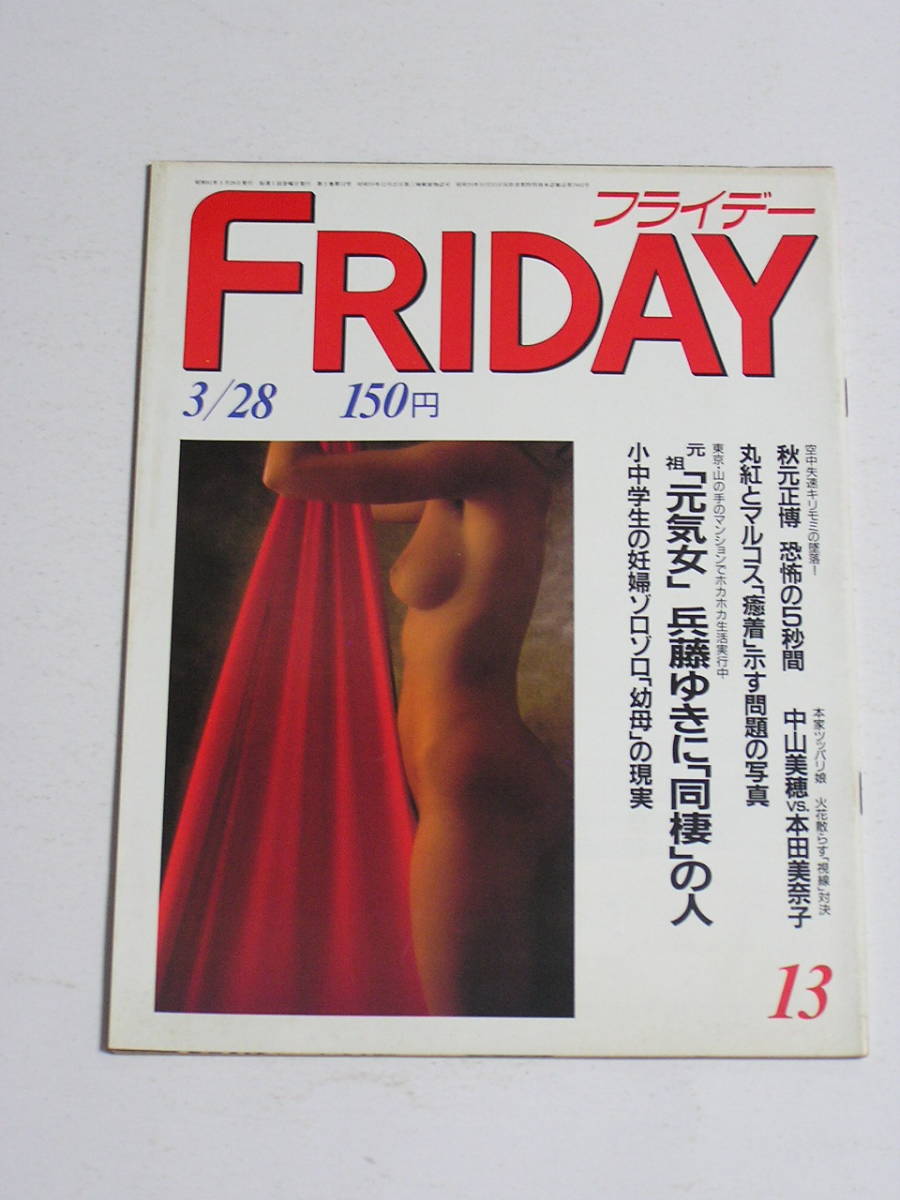 フライデー
FRIDAY
3/28 150円
空中失速キリモミの墜落!
秋元正博 恐怖の5秒間
本家ツッパリ娘 火花散らす「視線」対決
中山美穂VS.本田美奈子
丸紅とマルコス「癒着」示す問題の写真
東京・山の手のマンションでホカホカ生活実行中
元祖「元気女」兵藤ゆきに「同棲」の人
小中学生の妊婦ゾロゾロ「幼母」の現実
13